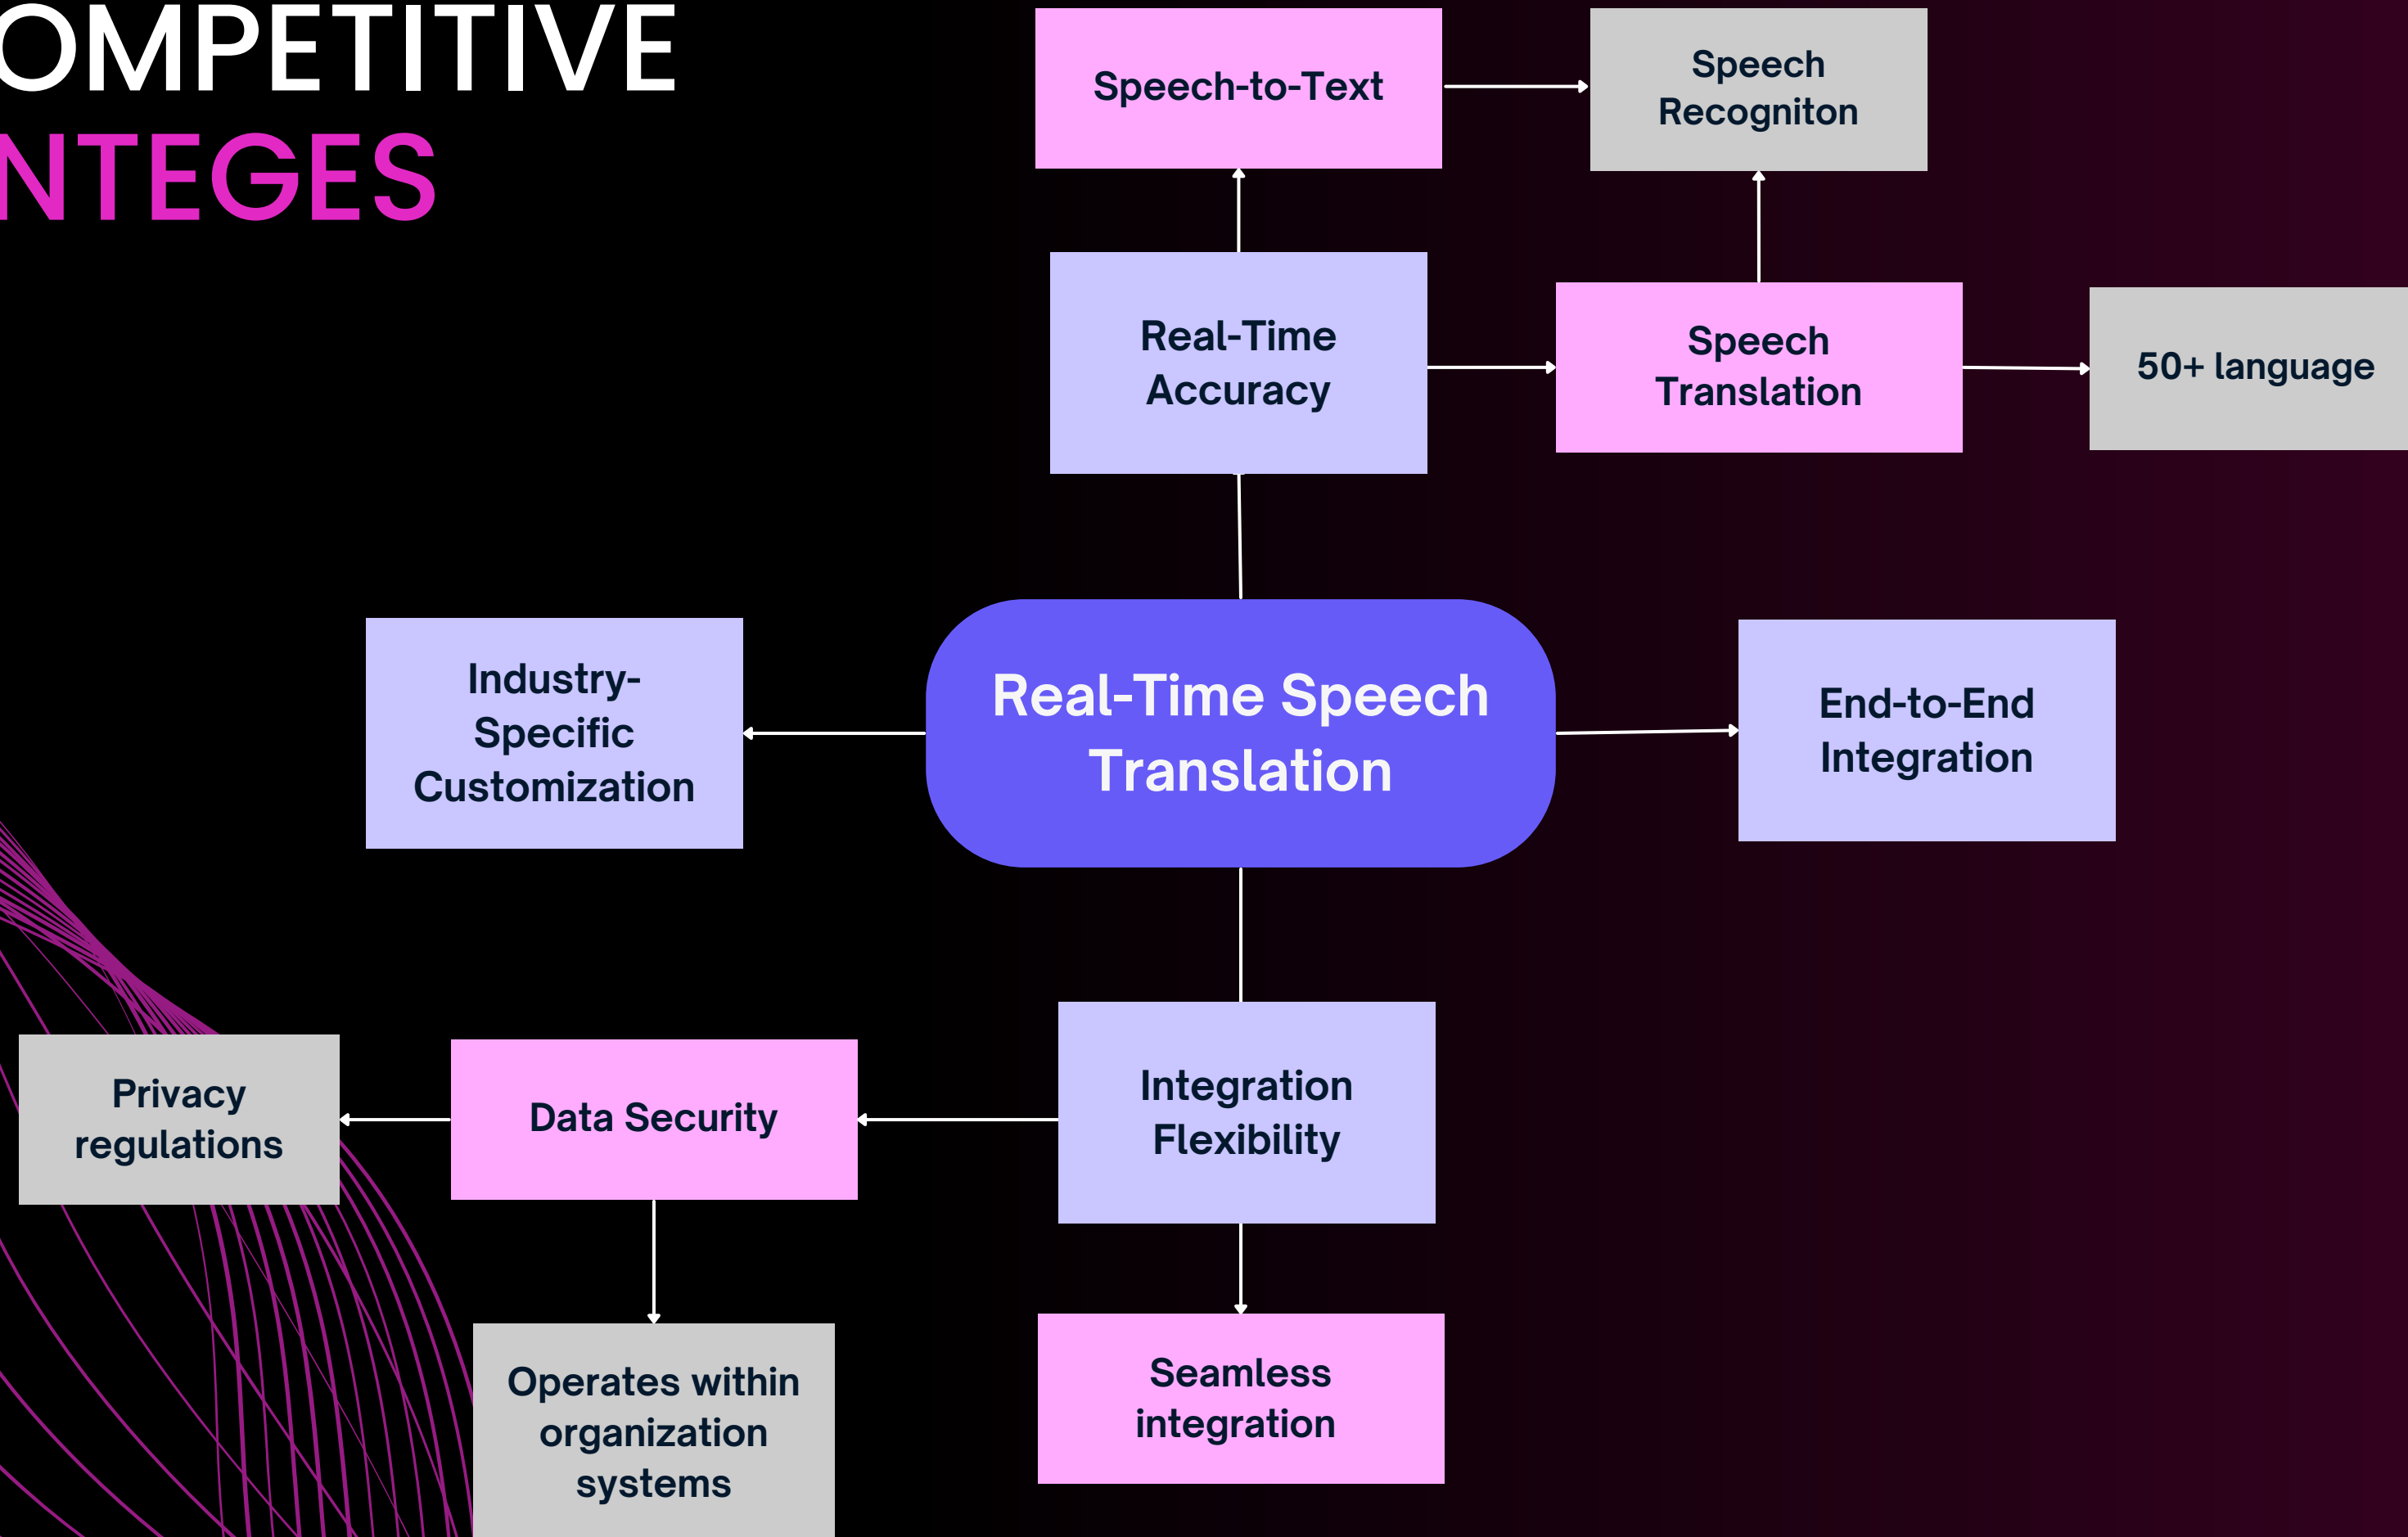 OMPETITIVE
NTEGES
Speech-to-Text
Speech
Recogniton
Real-Time
Accuracy
Speech
Translation
50+ language
Industry-
Specific
Customization
Real-Time Speech
Translation
End-to-End
Integration
Privacy
regulations
Data Security
Integration
Flexibility
Operates within
organization
systems
Seamless
integration